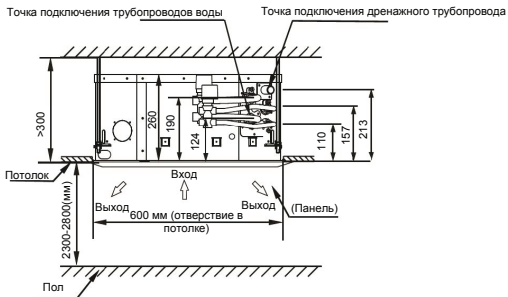 Точка подключения трубопроводов воды
Точка подключения дренажного трубопровода
>300
260
190
124
110
157
213
Потолок
Вход
Выход
Выход
(Панель)
600 мм (отверствие в
потолке)
2300-2800(мм)
Пол